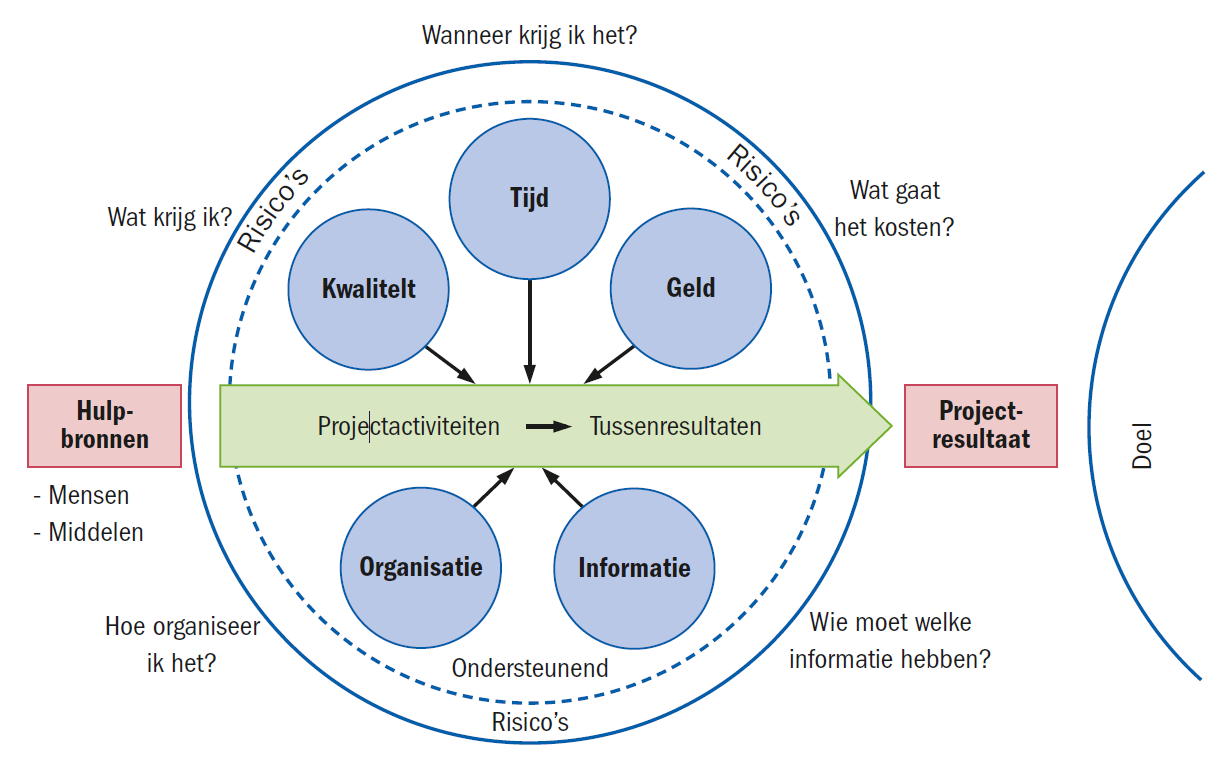 Wanneer krijg ik het?
Risico's
Risico's
Wat krijg ik?
Wat gaat
het kosten?
Tijd
Kwalitelt
Geld
Hulp-
bronnen
- Mensen
- Middelen
Projectactiviteiten
Tussenresultaten
Project-
resultaat
Doel
Organisatie
Informatie
Hoe organiseer
ik het?
Wie moet welke
informatie hebben?
Ondersteunend
Risico's